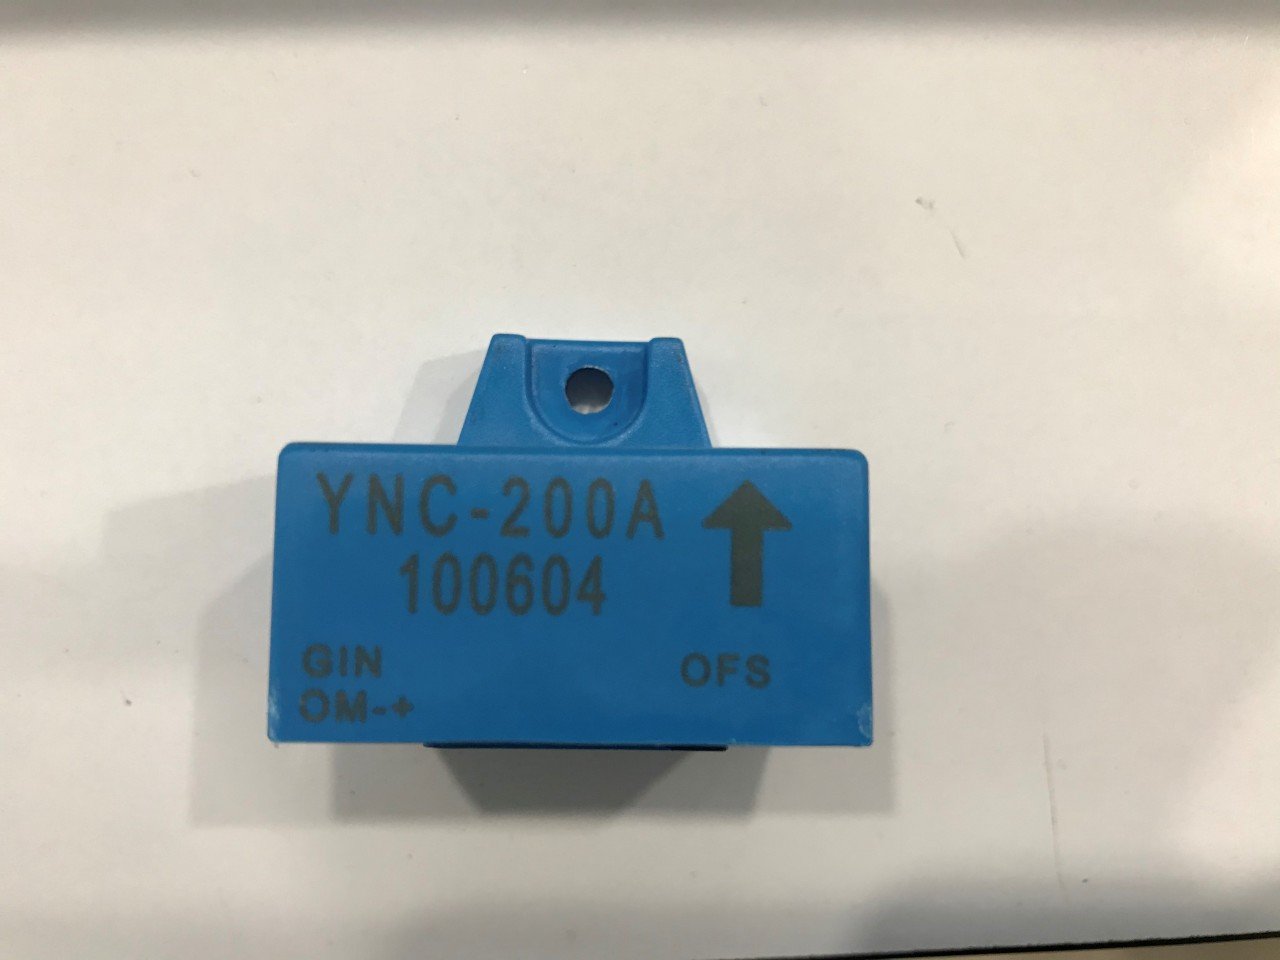 YNC-200A
100604
GIN
OFS
OM-+